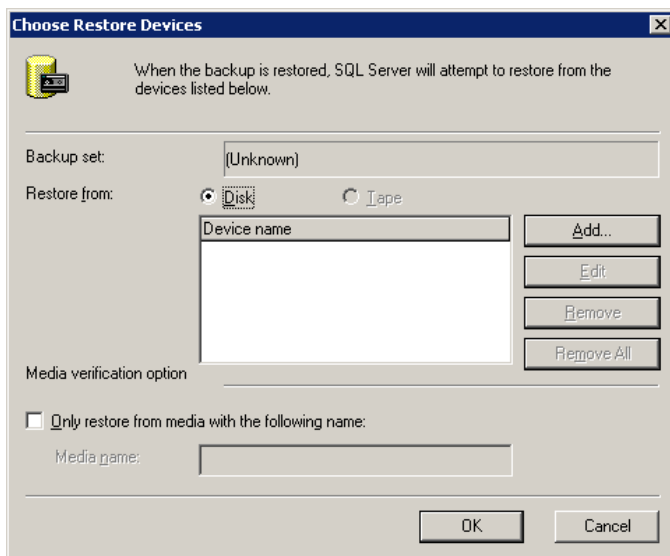 Choose Restore Devices
When the backup is restored, SQL Server will attempt to restore from the
devices listed below.
Backup set:
(Unknown)
Restore from:
Disk
Tape
Device name
Add...
Edit
Remove
Remove All
Media verification option
Only restore from media with the following name:
Media name:
OK
Cancel